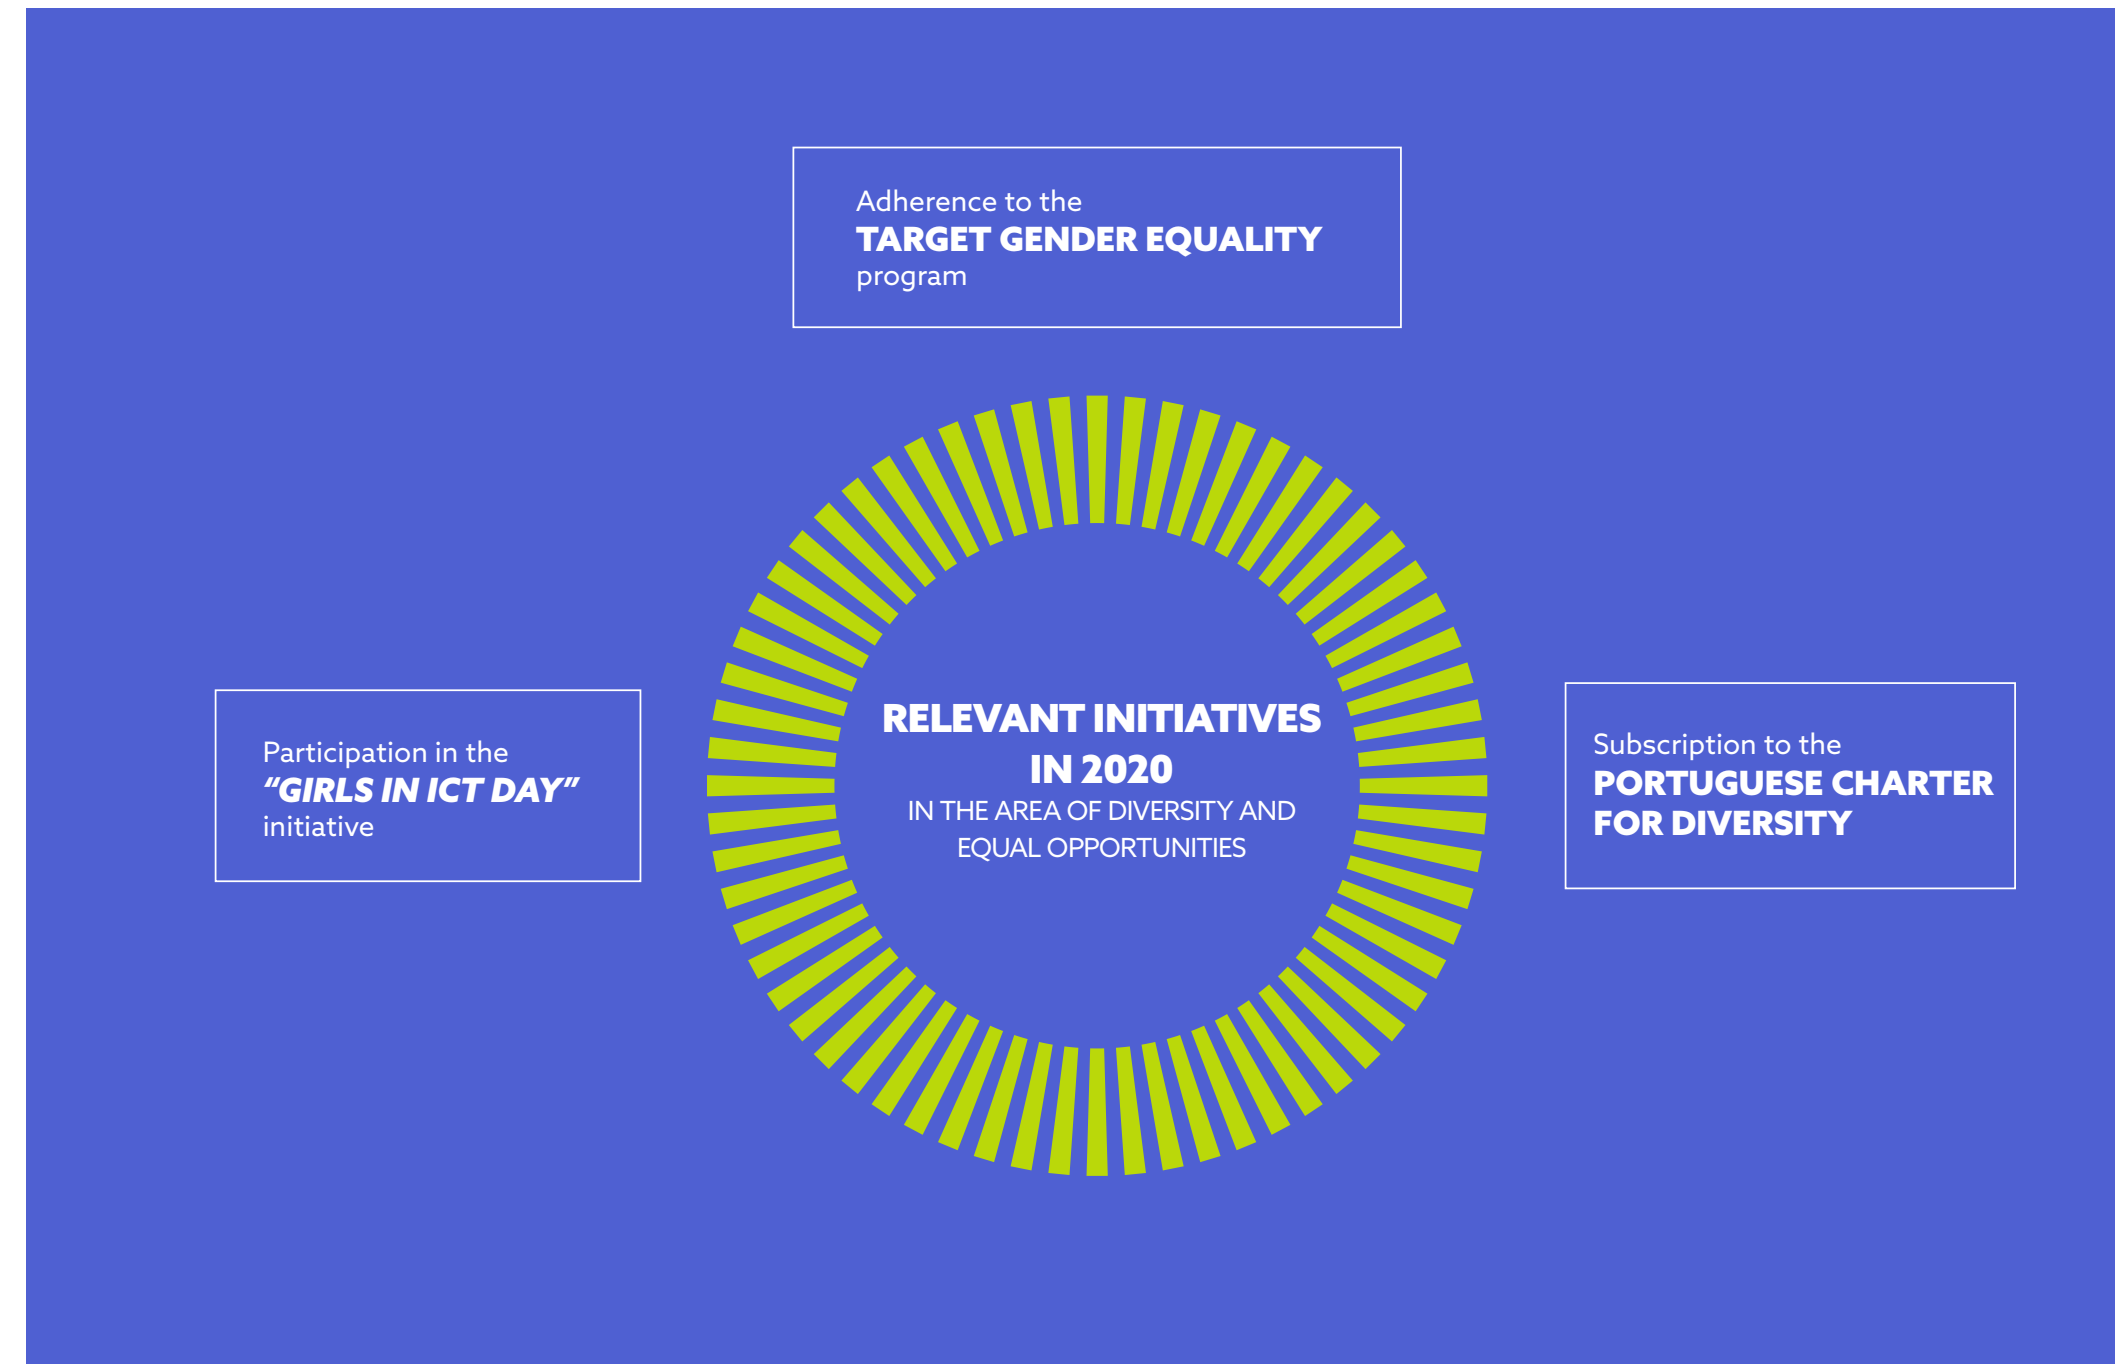 Adherence to the
TARGET GENDER EQUALITY
program
Participation in the
“GIRLS IN ICT DAY”
initiative
RELEVANT INITIATIVES
IN 2020
IN THE AREA OF DIVERSITY AND
EQUAL OPPORTUNITIES
Subscription to the
PORTUGUESE CHARTER
FOR DIVERSITY